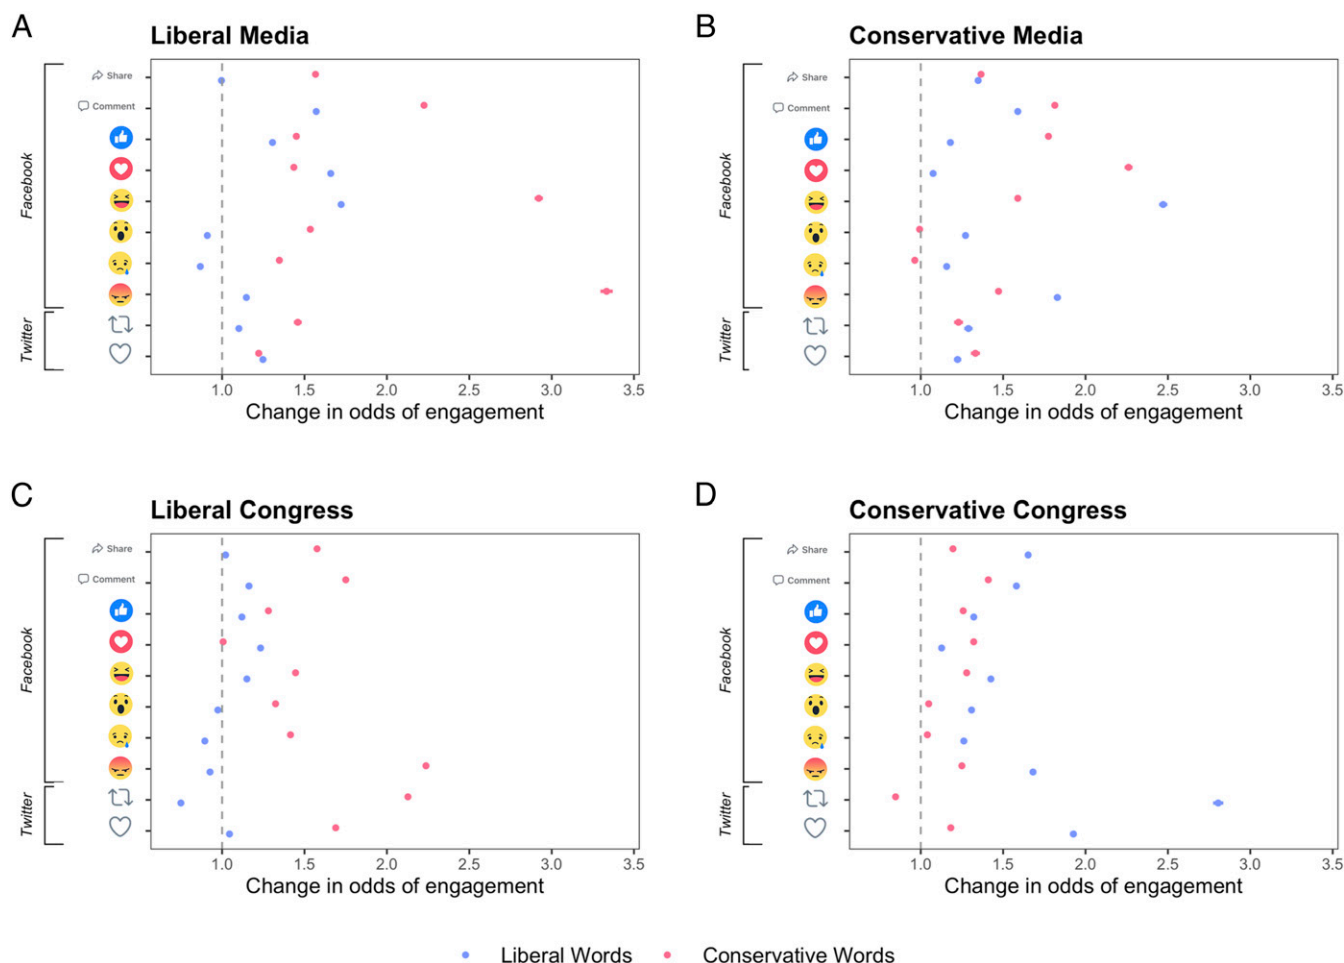 A
Liberal Media
Share
Comment
Facebook
Twitter
1.0 1.5 2.0 2.5 3.0 3.5
Change in odds of engagement
B
Conservative Media
Share
Comment
Facebook
Twitter
1.0 1.5 2.0 2.5 3.0 3.5
Change in odds of engagement
C
Liberal Congress
Share
Comment
Facebook
Twitter
1.0 1.5 2.0 2.5 3.0 3.5
Change in odds of engagement
D
Conservative Congress
Share
Comment
Facebook
Twitter
1.0 1.5 2.0 2.5 3.0 3.5
Change in odds of engagement
Liberal Words Conservative Words